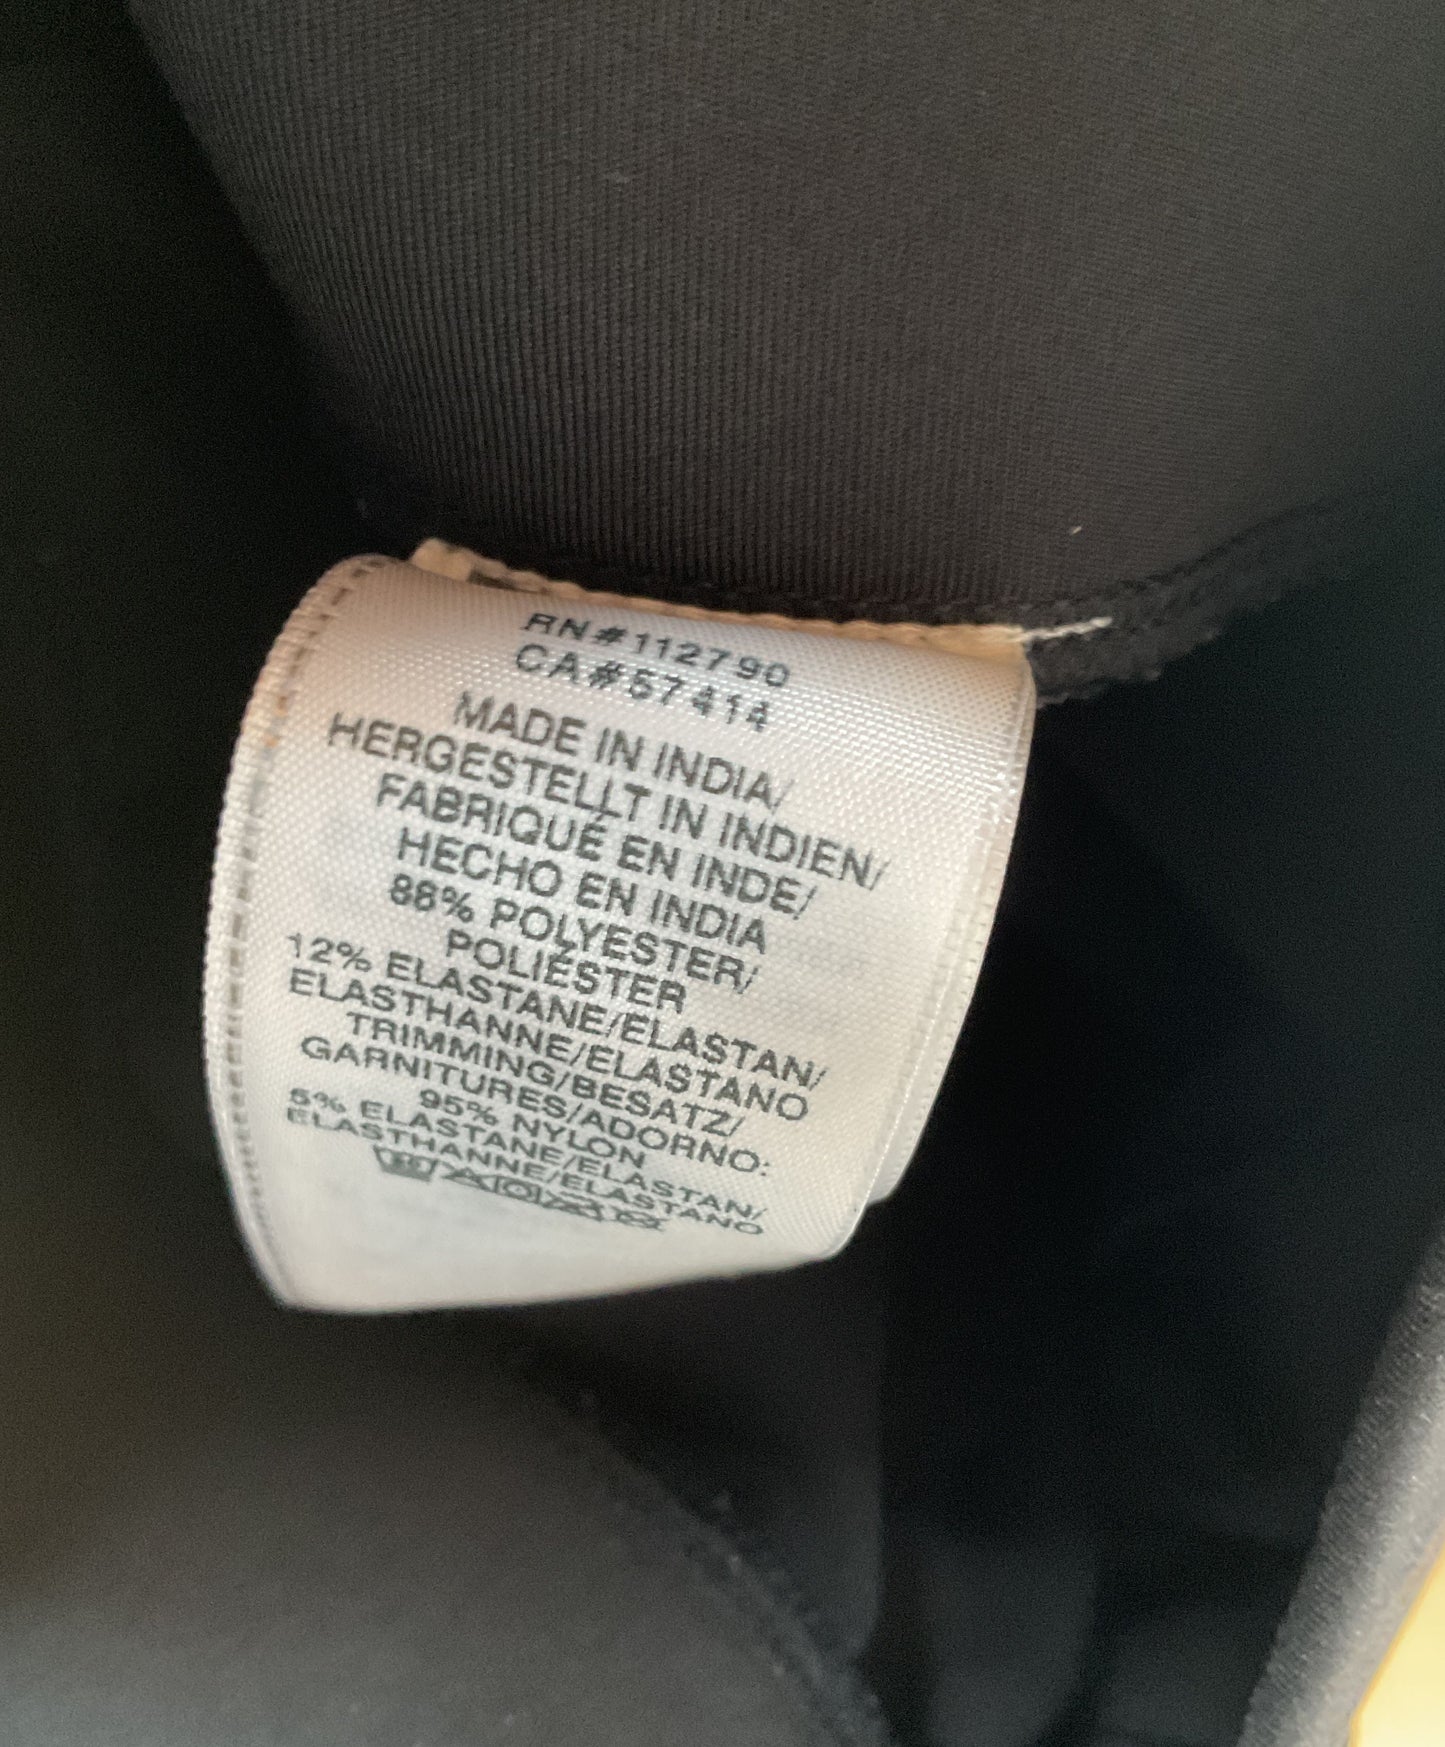 RN#112790
CA#57414
MADE IN INDIA/
HERGESTELLT IN INDIEN/
FABRIQUÉ EN INDE/
HECHO EN INDIA
88% POLYESTER/
POLIÉSTER
12% ELASTANE/ELASTAN/
ELASTHANNE/ELASTANO
TRIMMING/BESATZ/
GARNITURES/ADORNO:
95% NYLON
5% ELASTANE/ELASTAN/
ELASTHANNE/ELASTANO